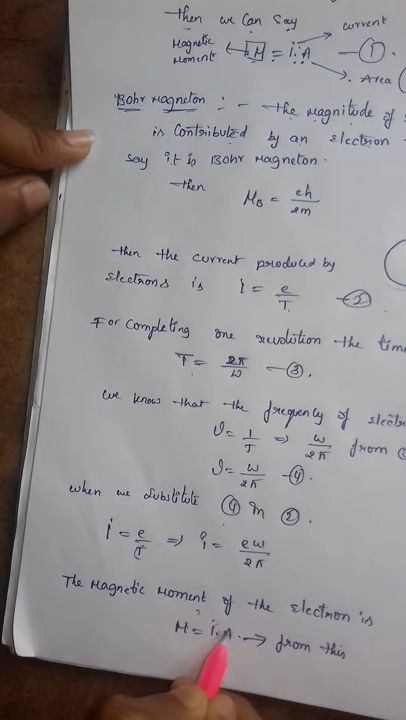 then we can say
current
Magnetic moment ← M = i.A — ①.
Area
Bohr Magneton : - the magnitude of
is contributed by an electron
say it is Bohr Magneton.
then
μB = eh/2m
then the current produced by
electrons is i = e/T — ②.
For completing one revolution the time
T = 2π/ω — ③.
We know that the frequency of electr
ϑ = 1/T ⇒ ω/2π from
ϑ = ω/2π — ④.
when we substitute ④ in ②.
i = e/T ⇒ i = eω/2π
The Magnetic Moment of the electron is
M = i.A. → from this